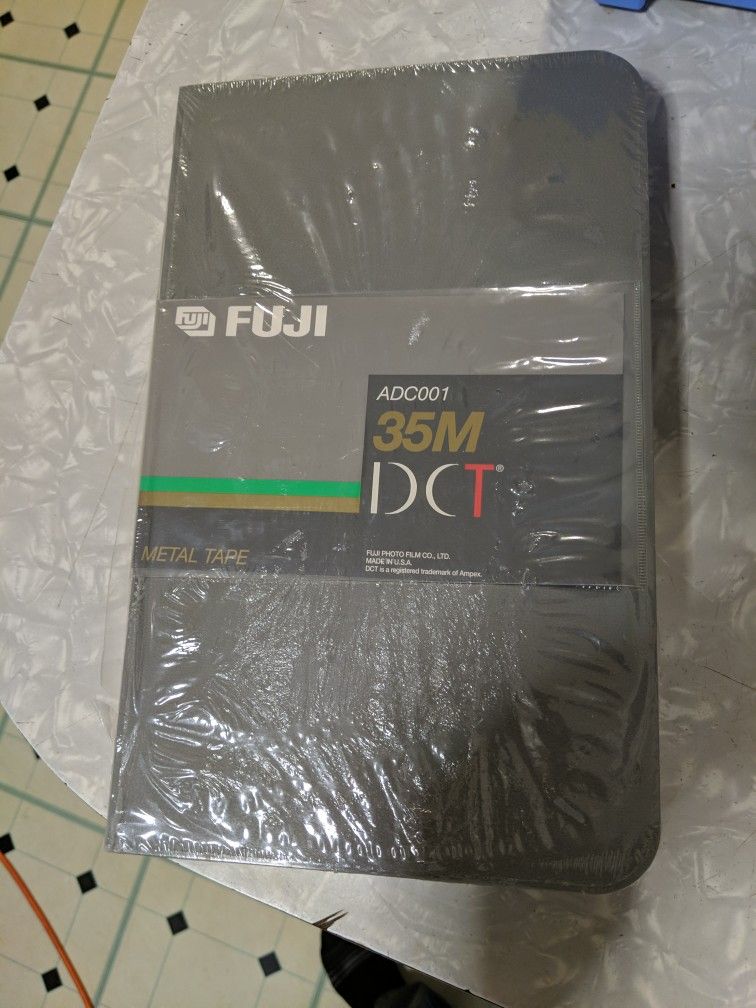 FUJI FUJI
ADC001
35M
DCT®
METAL TAPE
FUJI PHOTO FILM CO., LTD.
MADE IN U.S.A.
DCT is a registered trademark of Ampex.